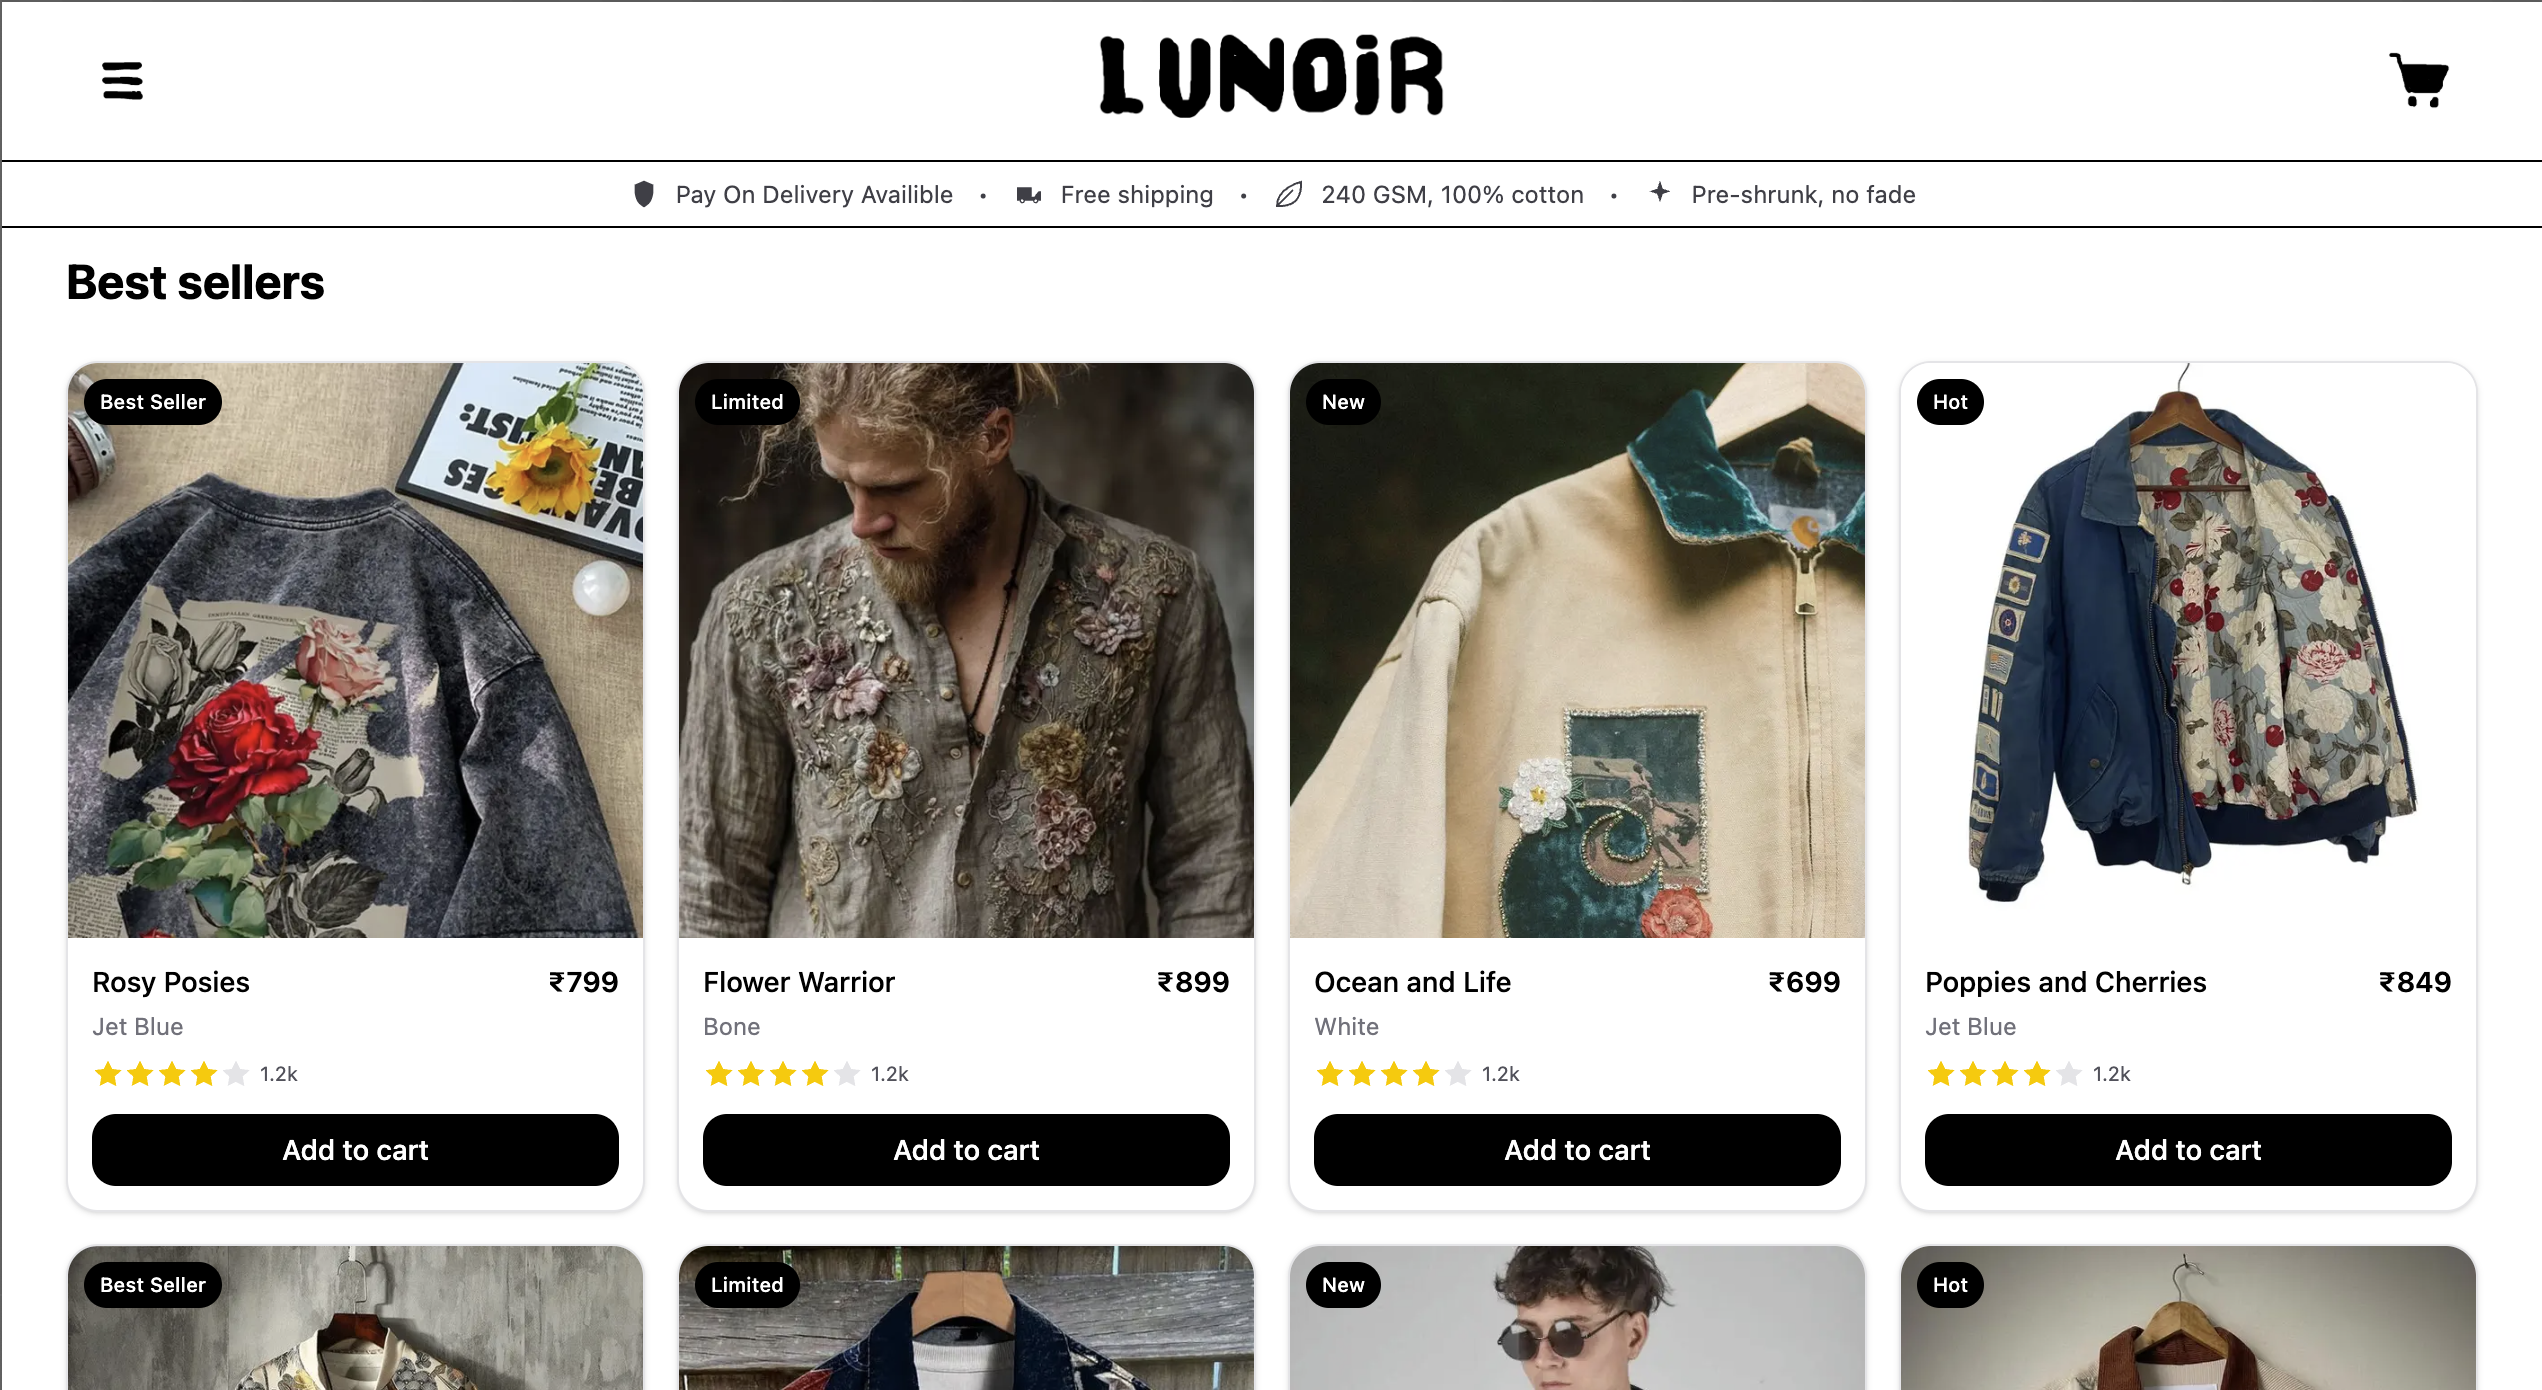 LUNOiR
Pay On Delivery Availible • Free shipping • 240 GSM, 100% cotton • Pre-shrunk, no fade
Best sellers
Best Seller
Limited
New
Hot
Rosy Posies ₹799
Jet Blue
1.2k
Add to cart
Flower Warrior ₹899
Bone
1.2k
Add to cart
Ocean and Life ₹699
White
1.2k
Add to cart
Poppies and Cherries ₹849
Jet Blue
1.2k
Add to cart
Best Seller
Limited
New
Hot